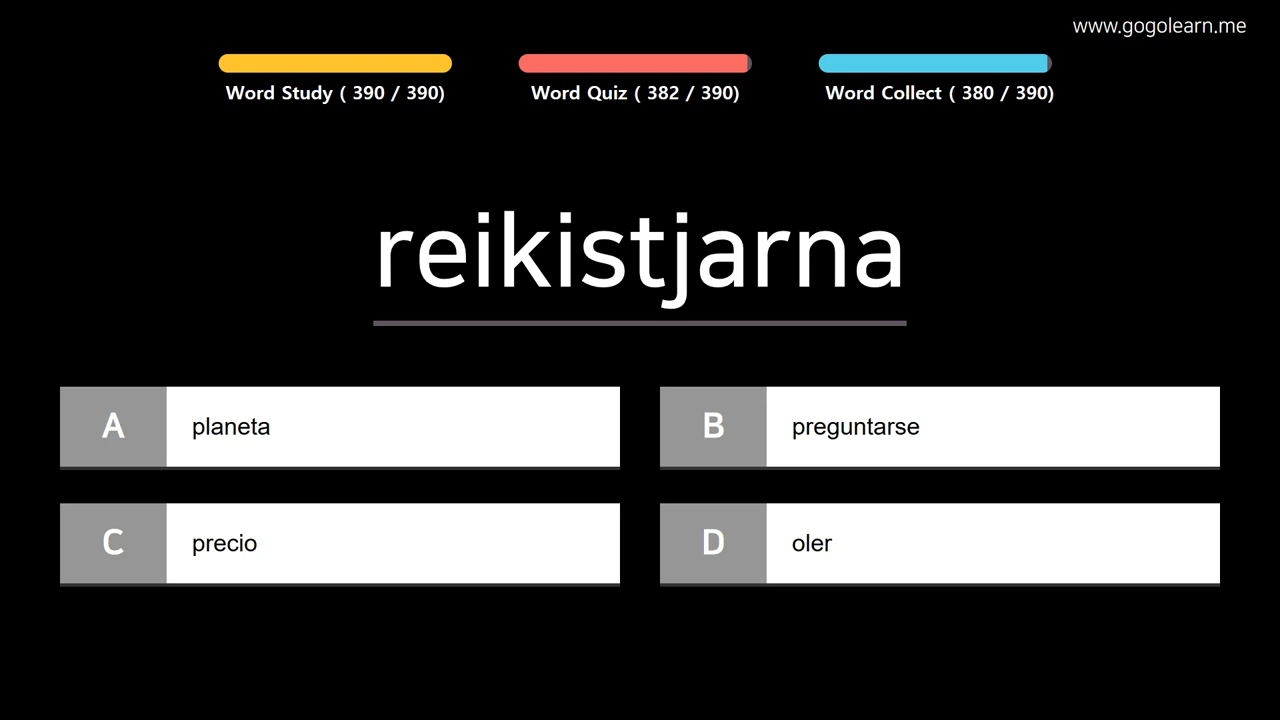 www.gogolearn.me
Word Study ( 390 / 390)
Word Quiz ( 382 / 390)
Word Collect ( 380 / 390)
reikistjarna
A planeta
B preguntarse
C precio
D oler